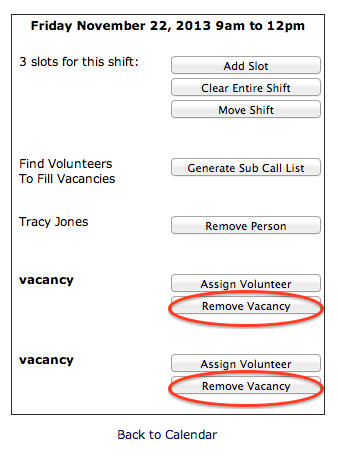 Friday November 22, 2013 9am to 12pm
3 slots for this shift: Add Slot
Clear Entire Shift
Move Shift
Find Volunteers
To Fill Vacancies
Generate Sub Call List
Tracy Jones Remove Person
vacancy Assign Volunteer
Remove Vacancy
vacancy Assign Volunteer
Remove Vacancy
Back to Calendar